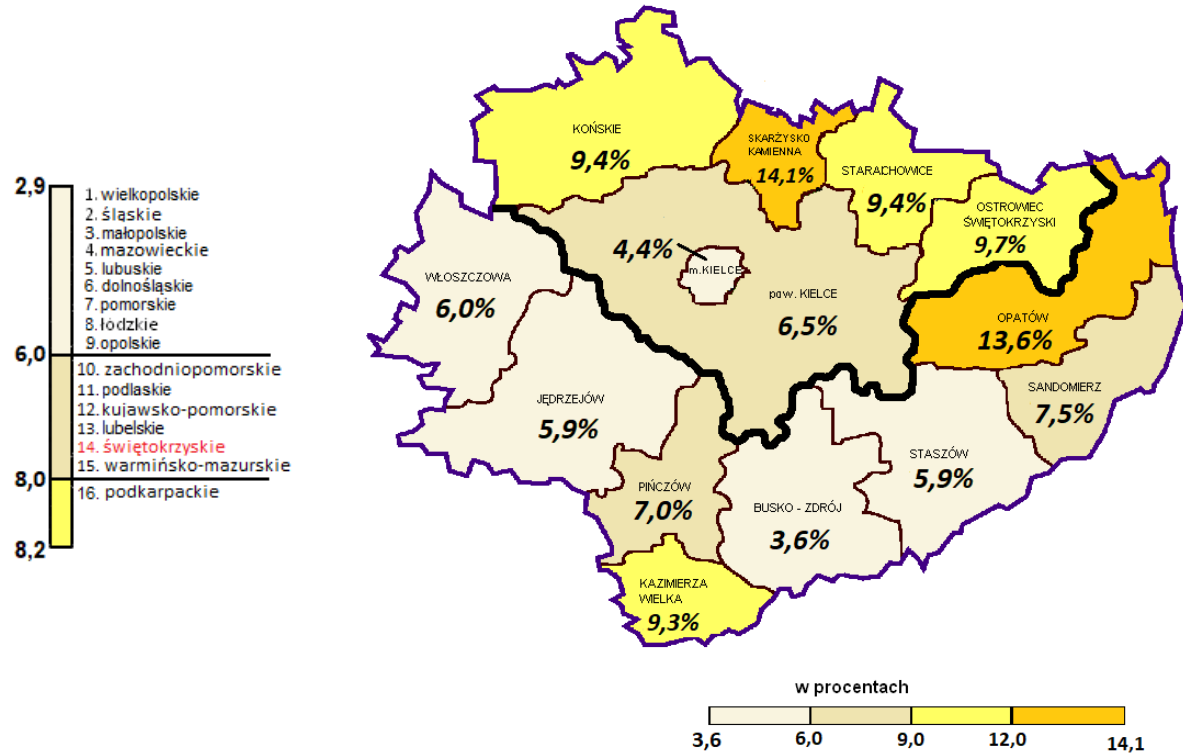 2,9
1. wielkopolskie
2. śląskie
3. małopolskie
4. mazowieckie
5. lubuskie
6. dolnośląskie
7. pomorskie
8. łódzkie
9. opolskie
6,0
10. zachodniopomorskie
11. podlaskie
12. kujawsko-pomorskie
13. lubelskie
14. świętokrzyskie
15. warmińsko-mazurskie
8,0
16. podkarpackie
8,2
KOŃSKIE
9,4%
SKARŻYSKO
KAMIENNA
14,1%
STARACHOWICE
9,4%
OSTROWIEC
ŚWIĘTOKRZYSKI
9,7%
4,4%
m.KIELCE
WŁOSZCZOWA
6,0%
pow. KIELCE
6,5%
OPATÓW
13,6%
SANDOMIERZ
7,5%
JĘDRZEJÓW
5,9%
STASZÓW
5,9%
PIŃCZÓW
7,0%
BUSKO - ZDRÓJ
3,6%
KAZIMIERZA
WIELKA
9,3%
w procentach
3,6 6,0 9,0 12,0 14,1